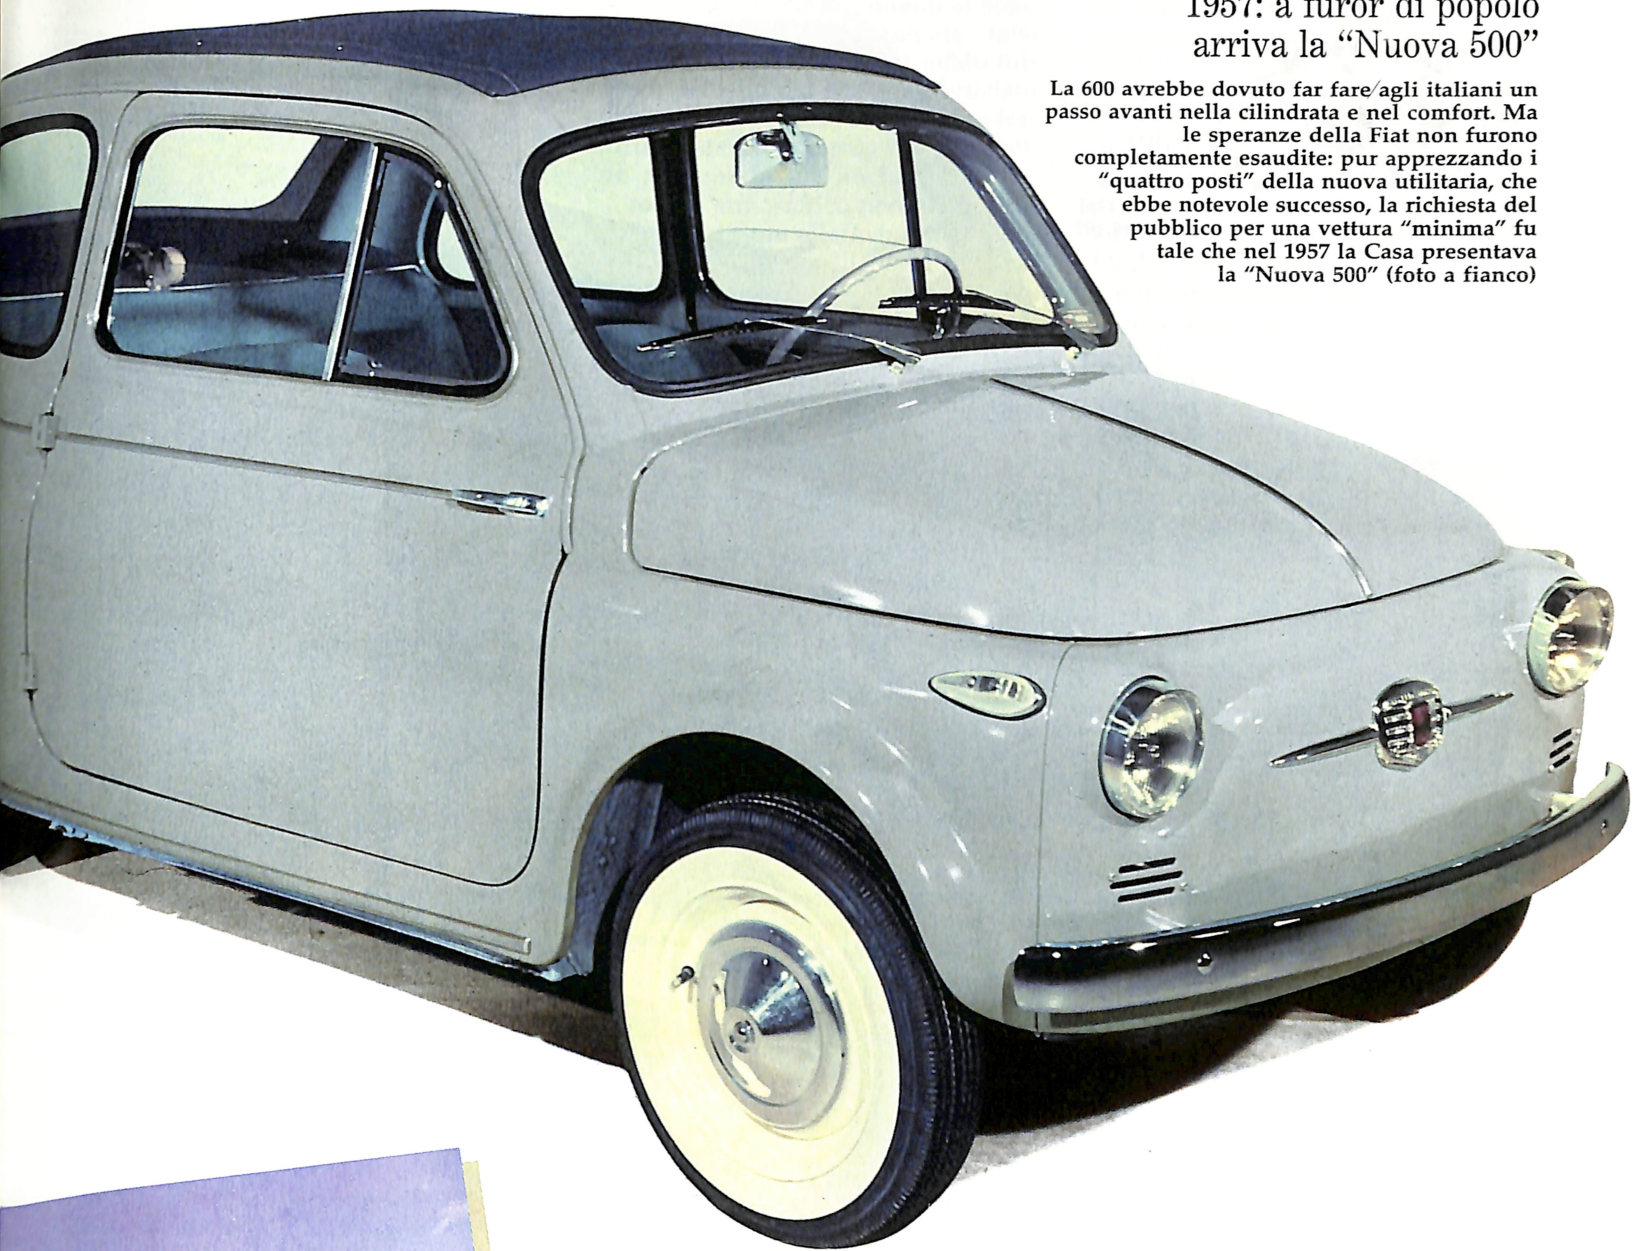 1957: a furor di popolo
arriva la “Nuova 500”
La 600 avrebbe dovuto far fare agli italiani un
passo avanti nella cilindrata e nel comfort. Ma
le speranze della Fiat non furono
completamente esaudite: pur apprezzando i
“quattro posti” della nuova utilitaria, che
ebbe notevole successo, la richiesta del
pubblico per una vettura “minima” fu
tale che nel 1957 la Casa presentava
la “Nuova 500” (foto a fianco)